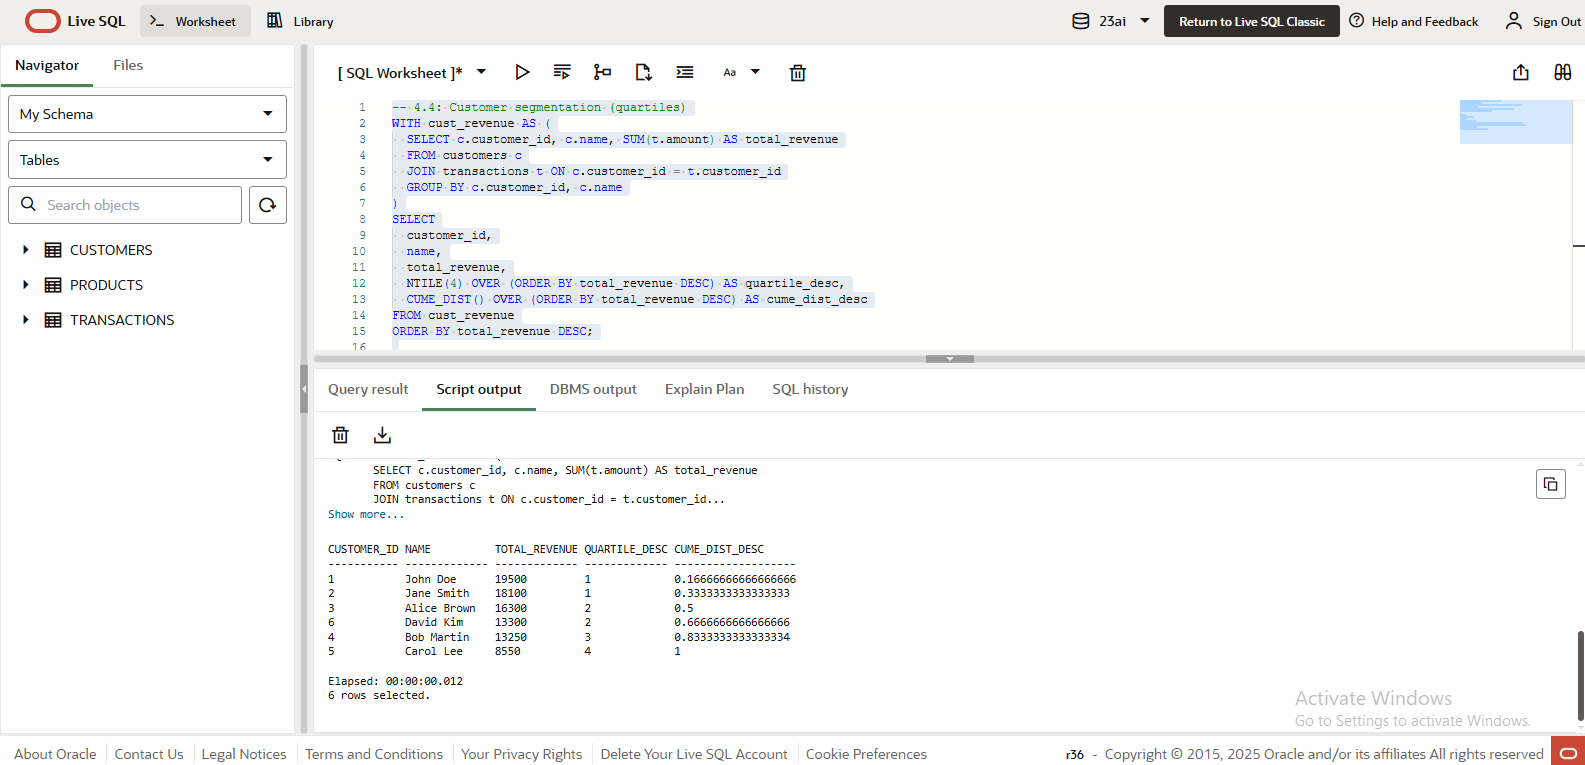 Live SQL
Worksheet
Library
23ai
Return to Live SQL Classic
Help and Feedback
Sign Out
Navigator
Files
My Schema
Tables
Search objects
CUSTOMERS
PRODUCTS
TRANSACTIONS
[ SQL Worksheet ]*
Aa
1 -- 4.4: Customer segmentation (quartiles)
2 WITH cust_revenue AS (
3 SELECT c.customer_id, c.name, SUM(t.amount) AS total_revenue
4 FROM customers c
5 JOIN transactions t ON c.customer_id = t.customer_id
6 GROUP BY c.customer_id, c.name
7 )
8 SELECT
9 customer_id,
10 name,
11 total_revenue,
12 NTILE(4) OVER (ORDER BY total_revenue DESC) AS quartile_desc,
13 CUME_DIST() OVER (ORDER BY total_revenue DESC) AS cume_dist_desc
14 FROM cust_revenue
15 ORDER BY total_revenue DESC;
16
Query result
Script output
DBMS output
Explain Plan
SQL history
SELECT c.customer_id, c.name, SUM(t.amount) AS total_revenue
FROM customers c
JOIN transactions t ON c.customer_id = t.customer_id...
Show more...
CUSTOMER_ID NAME TOTAL_REVENUE QUARTILE_DESC CUME_DIST_DESC
----------- ------------- ------------- ------------- -------------------
1 John Doe 19500 1 0.16666666666666666
2 Jane Smith 18100 1 0.3333333333333333
3 Alice Brown 16300 2 0.5
6 David Kim 13300 2 0.6666666666666666
4 Bob Martin 13250 3 0.8333333333333334
5 Carol Lee 8550 4 1
Elapsed: 00:00:00.012
6 rows selected.
Activate Windows
Go to Settings to activate Windows.
About Oracle
Contact Us
Legal Notices
Terms and Conditions
Your Privacy Rights
Delete Your Live SQL Account
Cookie Preferences
r36 - Copyright © 2015, 2025 Oracle and/or its affiliates All rights reserved